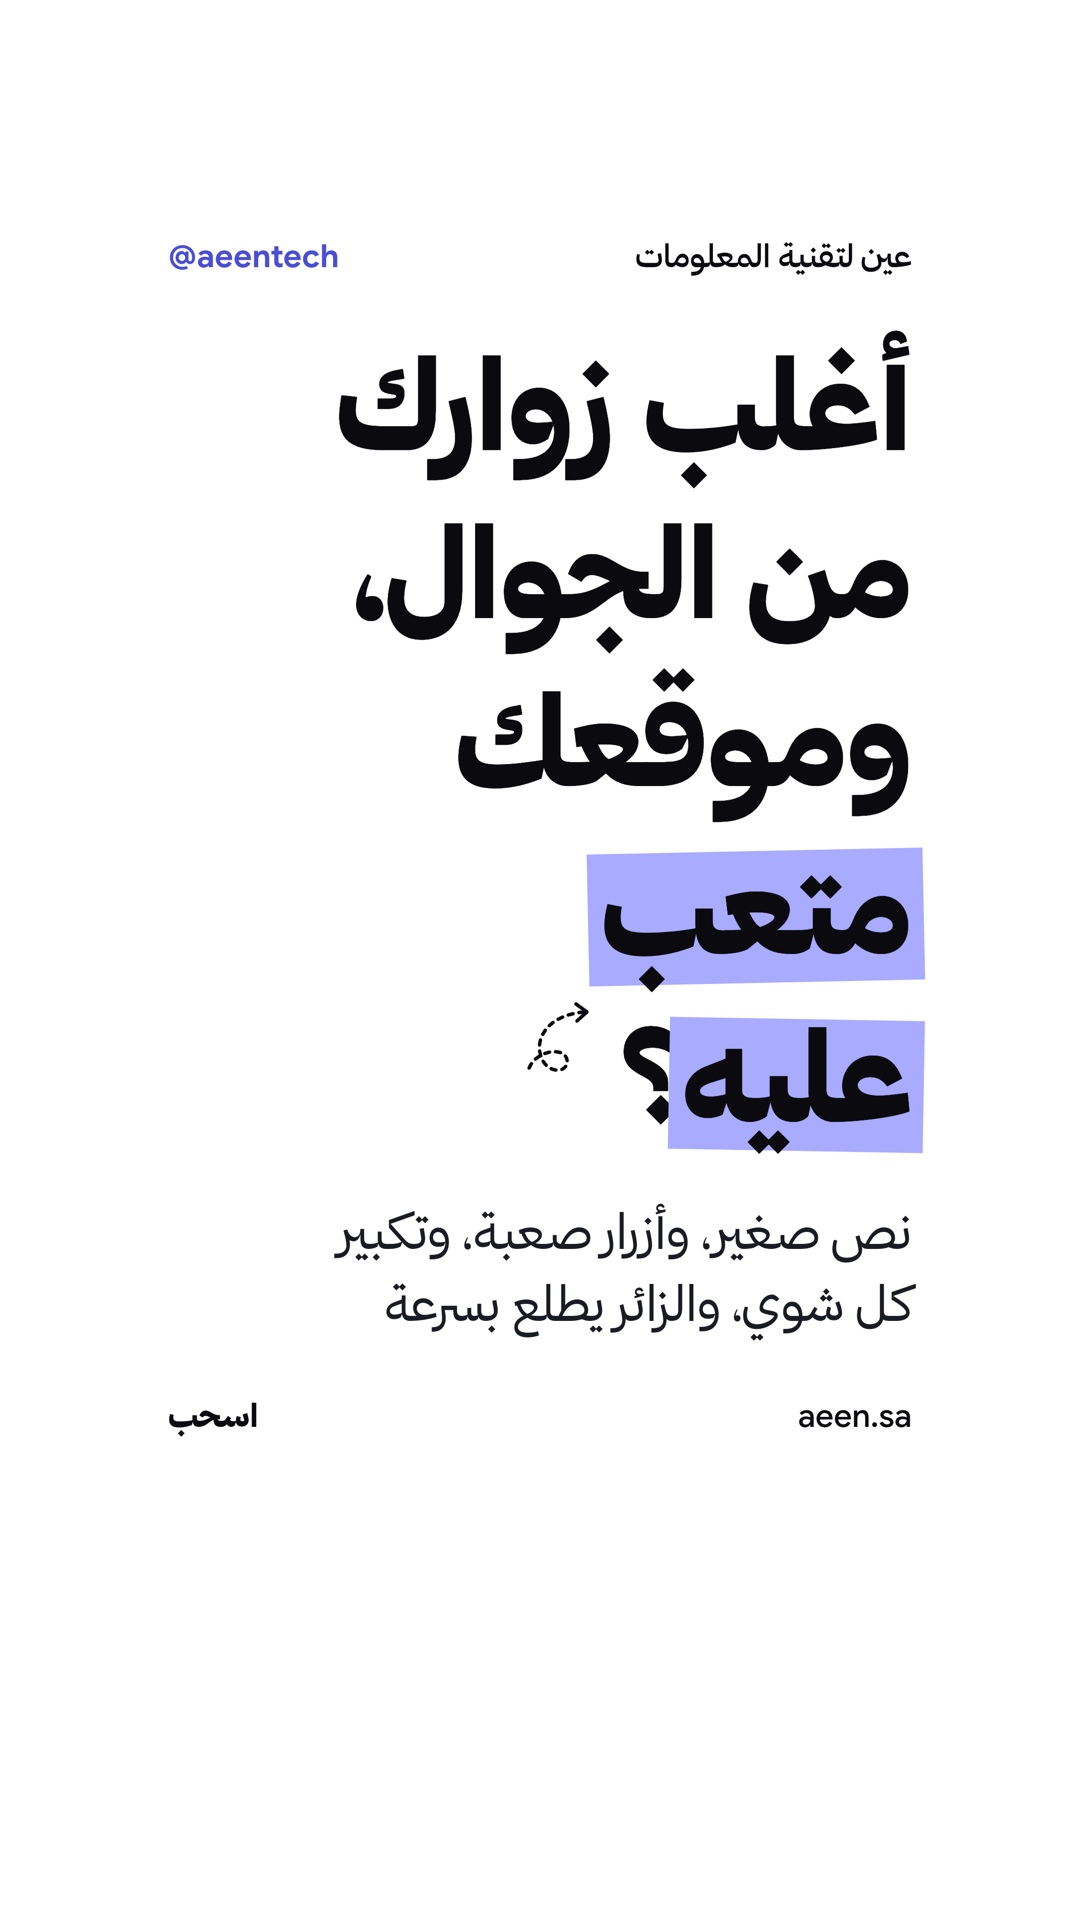 عين لتقنية المعلومات
@aeentech
أغلب زوارك
من الجوال،
وموقعك
متعب
عليه؟
نص صغير، وأزرار صعبة، وتكبير
كل شوي، والزائر يطلع بسرعة
aeen.sa
اسحب